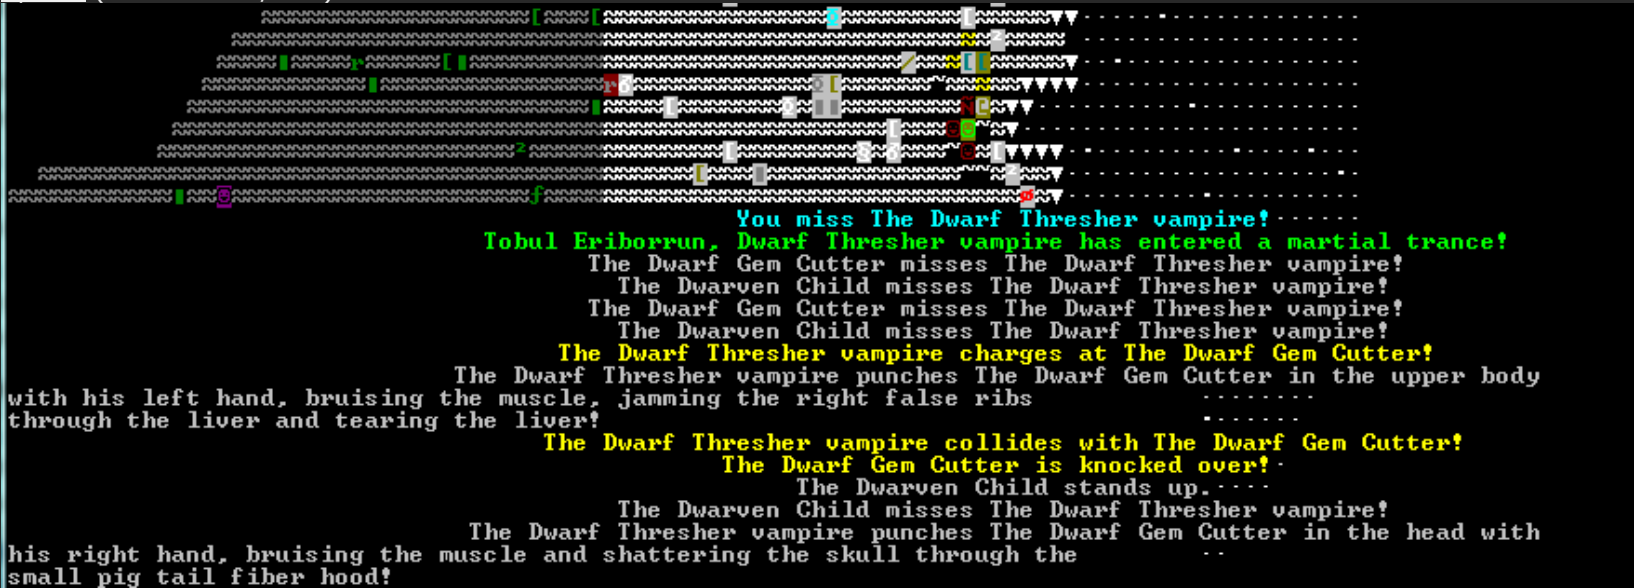 You miss The Dwarf Thresher vampire!
Tobul Eriborrun, Dwarf Thresher vampire has entered a martial trance!
The Dwarf Gem Cutter misses The Dwarf Thresher vampire!
The Dwarven Child misses The Dwarf Thresher vampire!
The Dwarf Gem Cutter misses The Dwarf Thresher vampire!
The Dwarven Child misses The Dwarf Thresher vampire!
The Dwarf Thresher vampire charges at The Dwarf Gem Cutter!
The Dwarf Thresher vampire punches The Dwarf Gem Cutter in the upper body
with his left hand, bruising the muscle, jamming the right false ribs
through the liver and tearing the liver!
The Dwarf Thresher vampire collides with The Dwarf Gem Cutter!
The Dwarf Gem Cutter is knocked over!
The Dwarven Child stands up.
The Dwarven Child misses The Dwarf Thresher vampire!
The Dwarf Thresher vampire punches The Dwarf Gem Cutter in the head with
his right hand, bruising the muscle and shattering the skull through the
small pig tail fiber hood!